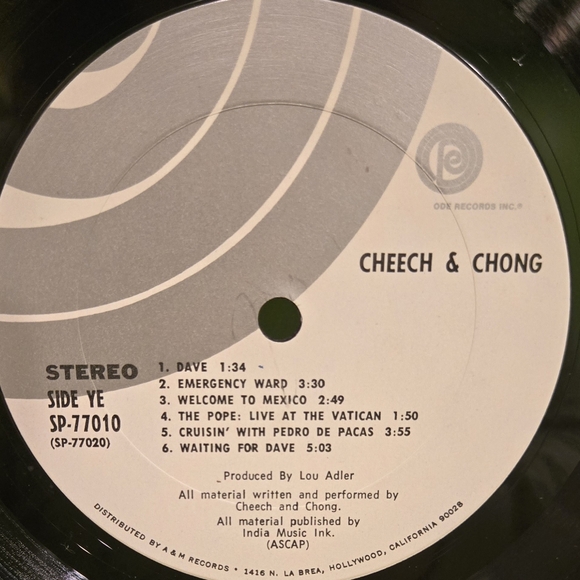 ODE RECORDS INC.®
CHEECH & CHONG
STEREO
SIDE YE
SP-77010
(SP-77020)
1. DAVE 1:34
2. EMERGENCY WARD 3:30
3. WELCOME TO MEXICO 2:49
4. THE POPE: LIVE AT THE VATICAN 1:50
5. CRUISIN' WITH PEDRO DE PACAS 3:55
6. WAITING FOR DAVE 5:03
Produced By Lou Adler
All material written and performed by
Cheech and Chong.
All material published by
India Music Ink.
(ASCAP)
DISTRIBUTED BY A & M RECORDS • 1416 N. LA BREA, HOLLYWOOD, CALIFORNIA 90028